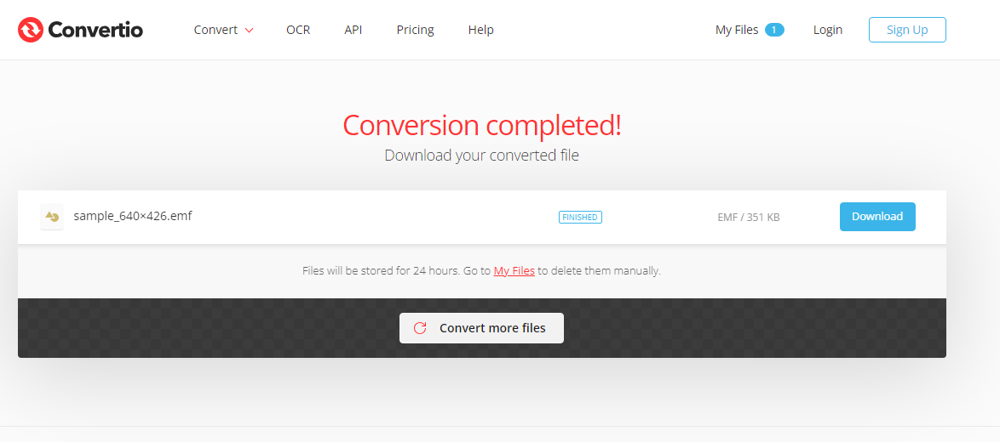 Convertio Convert OCR API Pricing Help My Files 1 Login Sign Up
Conversion completed!
Download your converted file
sample_640×426.emf FINISHED EMF / 351 KB Download
Files will be stored for 24 hours. Go to My Files to delete them manually.
Convert more files